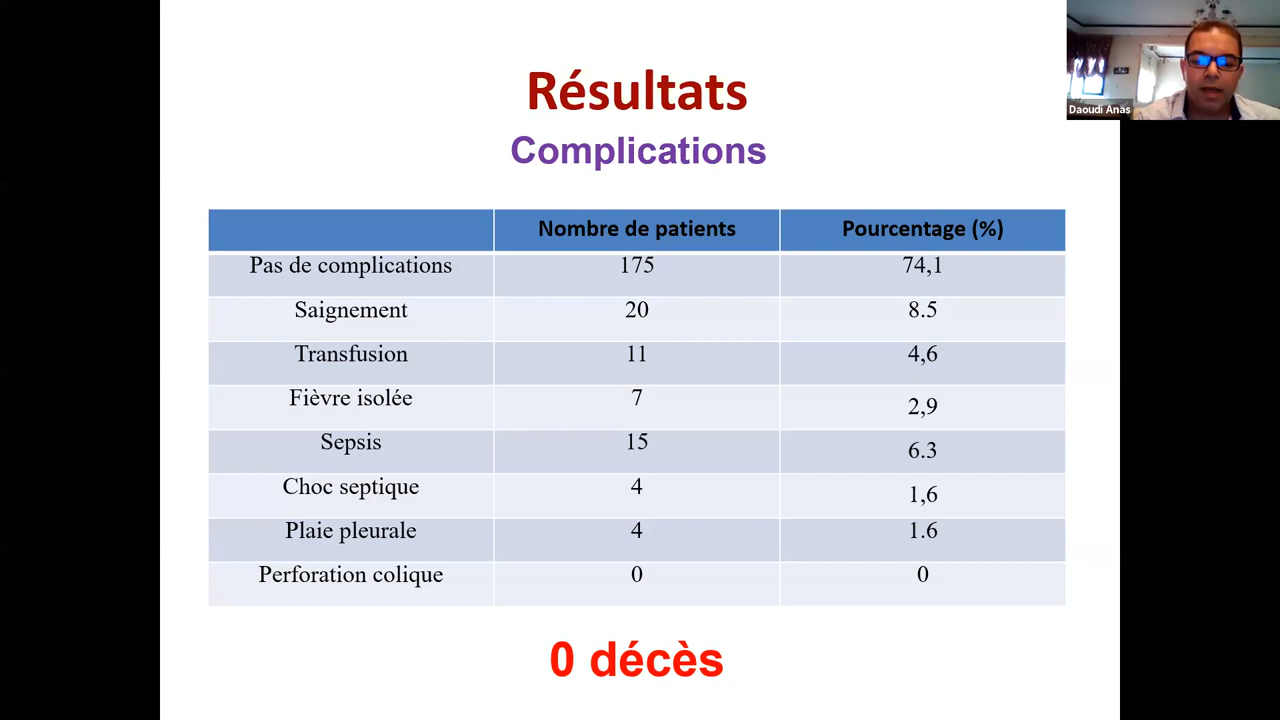 Résultats
Complications
Nombre de patients Pourcentage (%)
Pas de complications 175 74,1
Saignement 20 8.5
Transfusion 11 4,6
Fièvre isolée 7 2,9
Sepsis 15 6.3
Choc septique 4 1,6
Plaie pleurale 4 1.6
Perforation colique 0 0
0 décès
Daoudi Anas